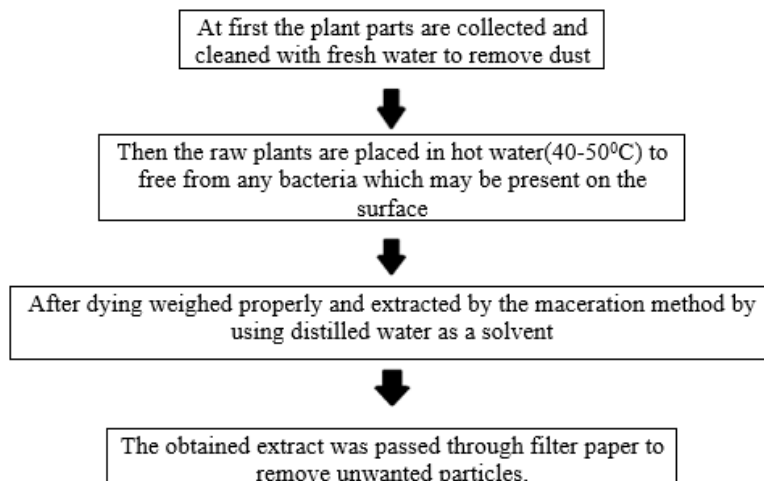 At first the plant parts are collected and
cleaned with fresh water to remove dust
Then the raw plants are placed in hot water(40-50⁰C) to
free from any bacteria which may be present on the
surface
After dying weighed properly and extracted by the maceration method by
using distilled water as a solvent
The obtained extract was passed through filter paper to
remove unwanted particles.